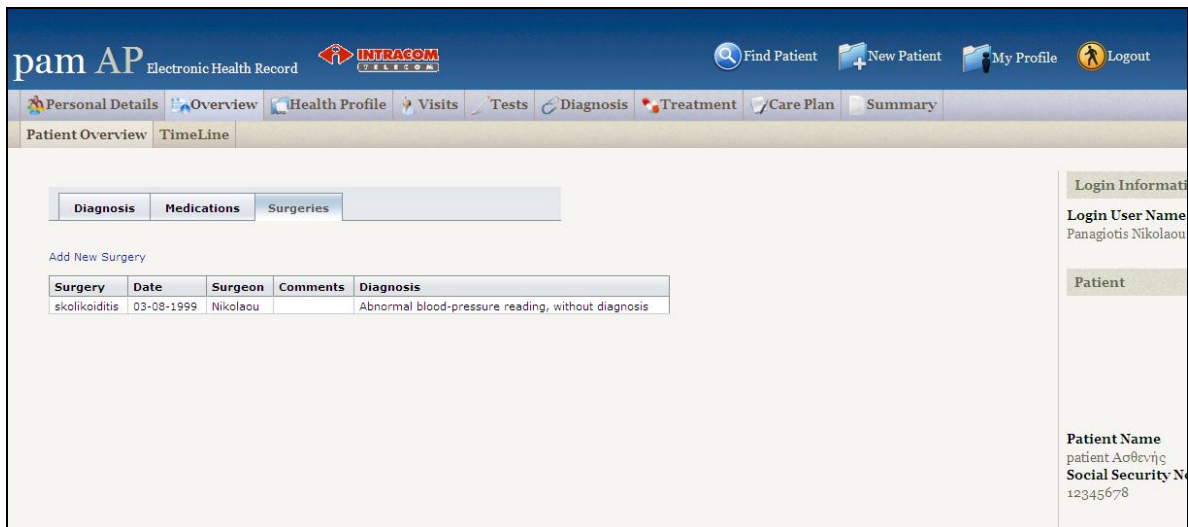 pam AP Electronic Health Record INTRACOM TELECOM Find Patient New Patient My Profile Logout
Personal Details Overview Health Profile Visits Tests Diagnosis Treatment Care Plan Summary
Patient Overview TimeLine
Diagnosis Medications Surgeries
Add New Surgery
Surgery Date Surgeon Comments Diagnosis
skolikoiditis 03-08-1999 Nikolaou Abnormal blood-pressure reading, without diagnosis
Login Informati
Login User Name
Panagiotis Nikolaou
Patient
Patient Name
patient Ασθενής
Social Security N
12345678